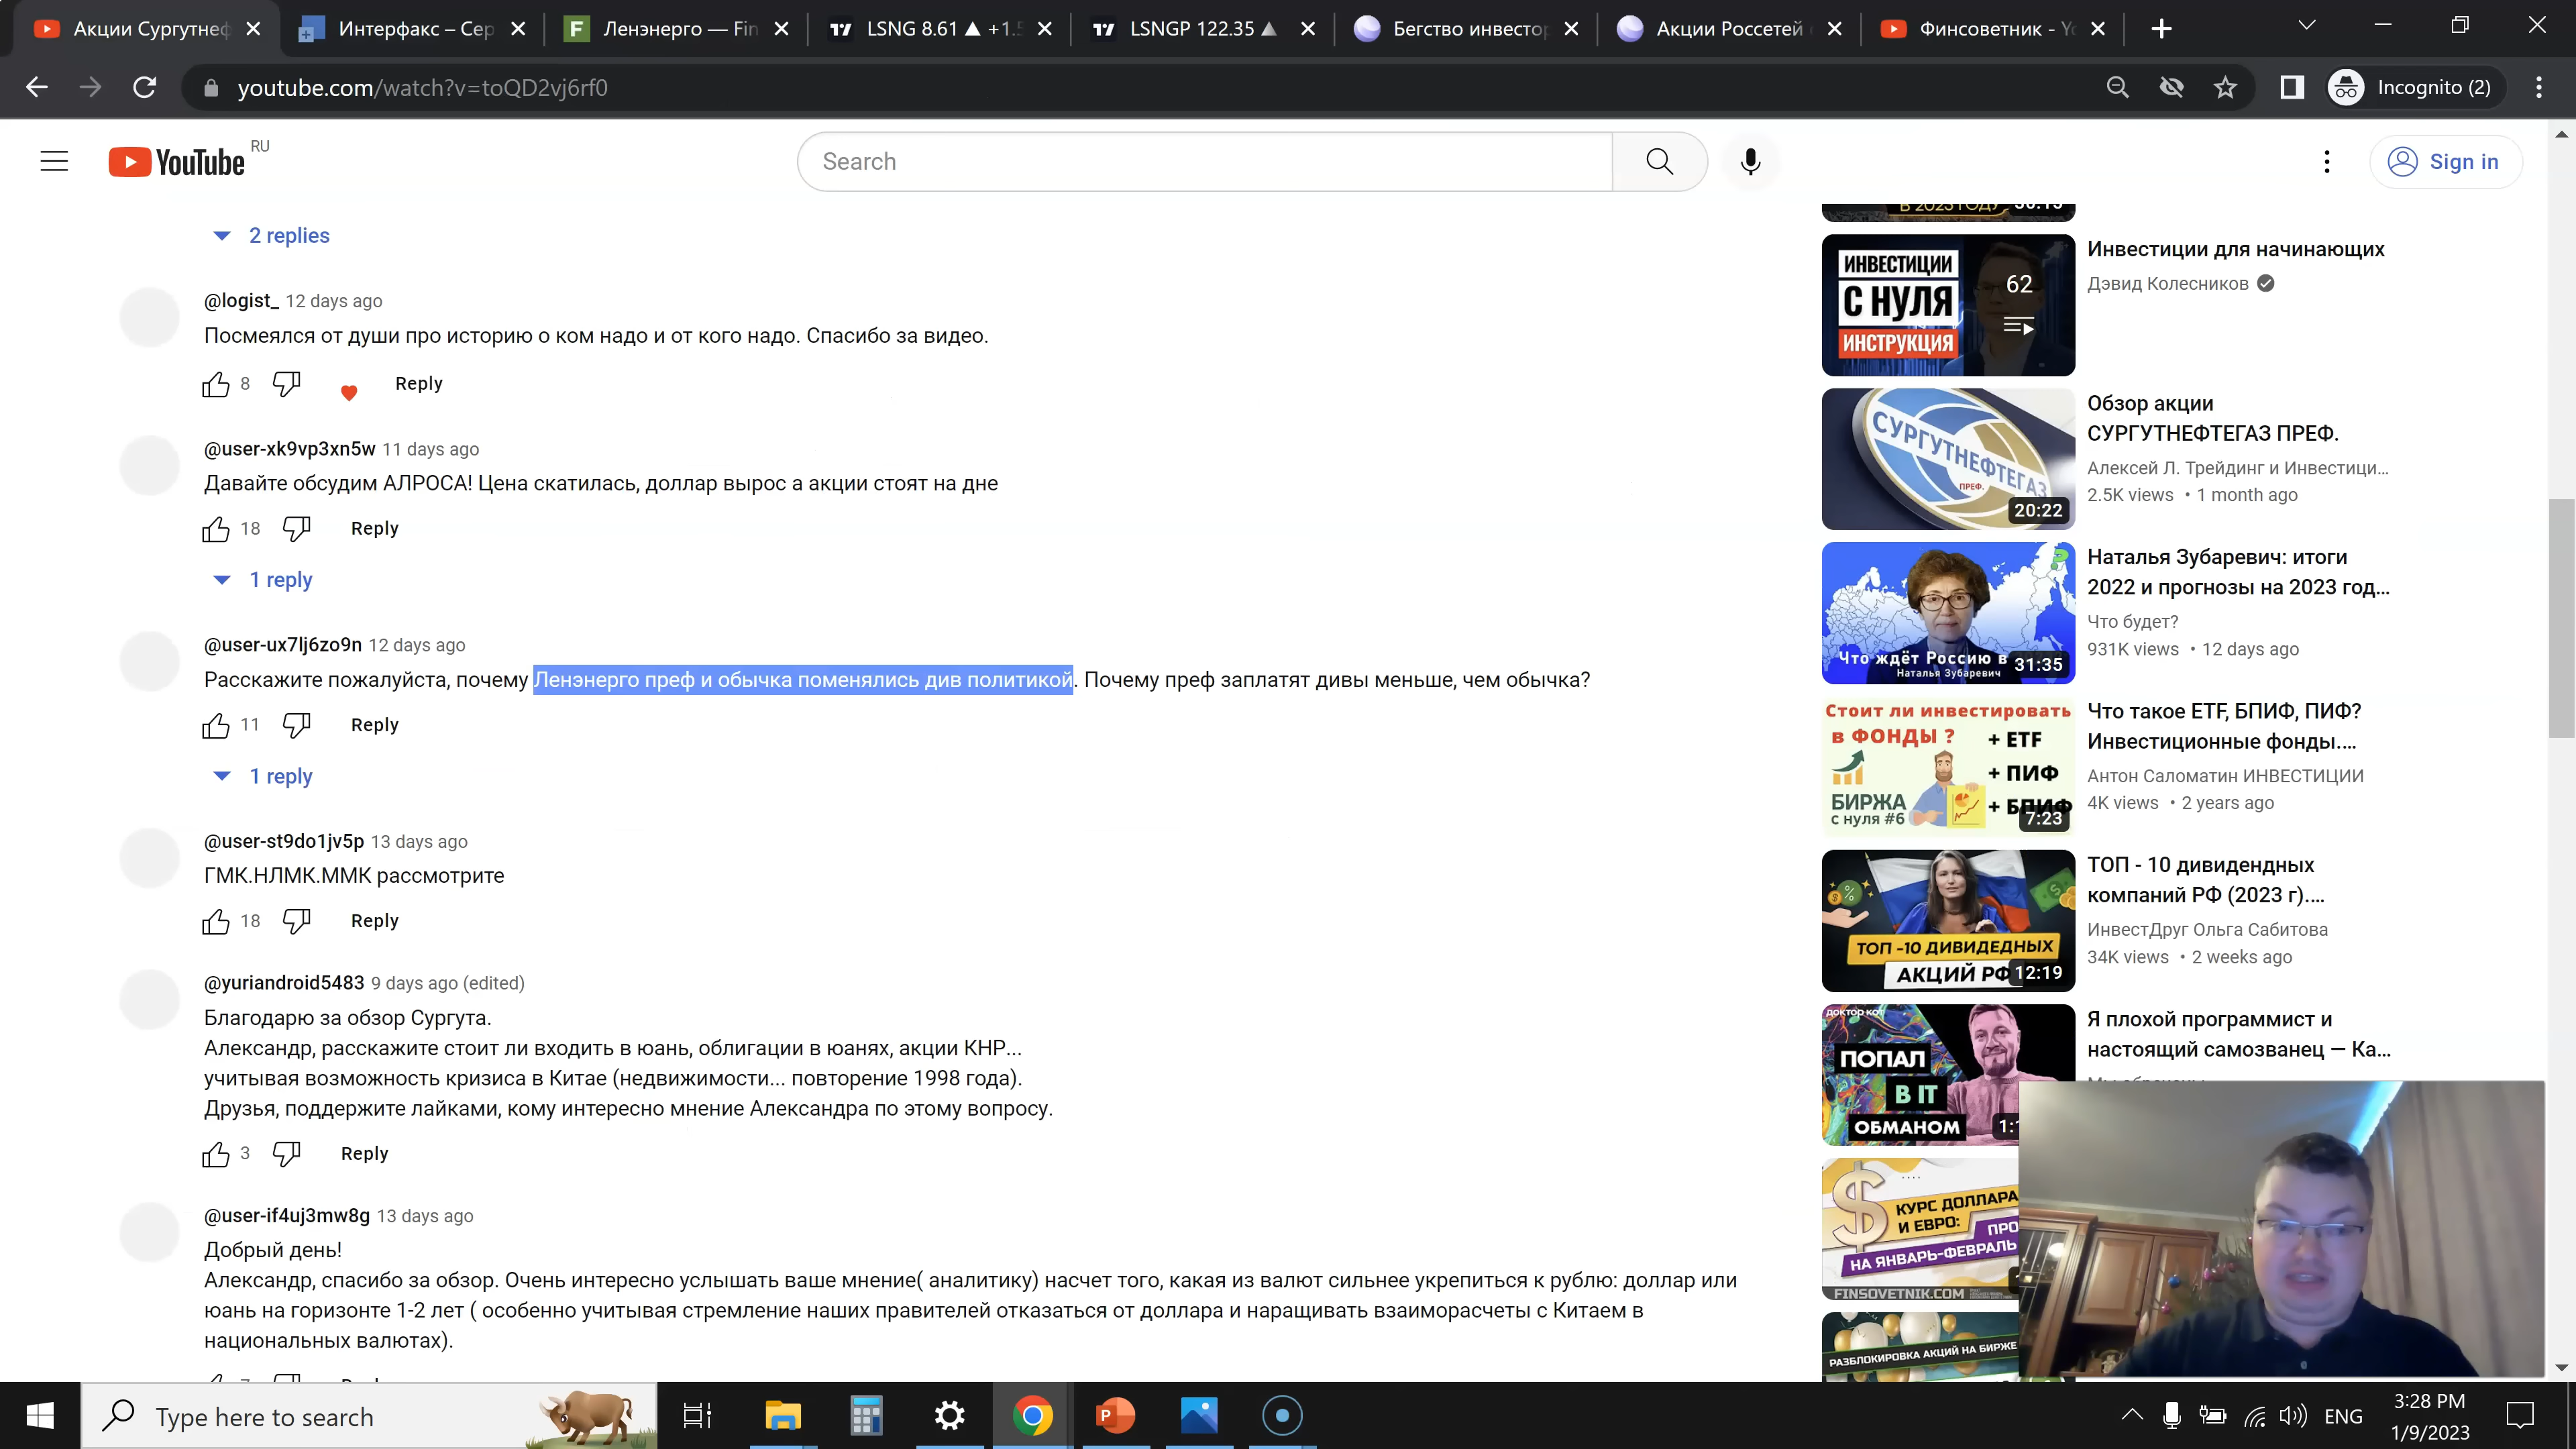 Акции Сургутнеф
Интерфакс – Сер
Ленэнерго — Fin
LSNG 8.61 ▲ +1.5
LSNGP 122.35 ▲
Бегство инвестор
Акции Россетей
Финсоветник - Yo
youtube.com/watch?v=toQD2vj6rf0
Incognito (2)
YouTube
RU
Search
Sign in
2 replies
@logist_ 12 days ago
Посмеялся от души про историю о ком надо и от кого надо. Спасибо за видео.
8
Reply
@user-xk9vp3xn5w 11 days ago
Давайте обсудим АЛРОСА! Цена скатилась, доллар вырос а акции стоят на дне
18
Reply
1 reply
@user-ux7lj6zo9n 12 days ago
Расскажите пожалуйста, почему Ленэнерго преф и обычка поменялись див политикой. Почему преф заплатят дивы меньше, чем обычка?
11
Reply
1 reply
@user-st9do1jv5p 13 days ago
ГМК.НЛМК.ММК рассмотрите
18
Reply
@yuriandroid5483 9 days ago (edited)
Благодарю за обзор Сургута.
Александр, расскажите стоит ли входить в юань, облигации в юанях, акции КНР...
учитывая возможность кризиса в Китае (недвижимости... повторение 1998 года).
Друзья, поддержите лайками, кому интересно мнение Александра по этому вопросу.
3
Reply
@user-if4uj3mw8g 13 days ago
Добрый день!
Александр, спасибо за обзор. Очень интересно услышать ваше мнение( аналитику) насчет того, какая из валют сильнее укрепиться к рублю: доллар или
юань на горизонте 1-2 лет ( особенно учитывая стремление наших правителей отказаться от доллара и наращивать взаиморасчеты с Китаем в
национальных валютах).
В 2023 ГОДУ
ИНВЕСТИЦИИ
С НУЛЯ
ИНСТРУКЦИЯ
62
Инвестиции для начинающих
Дэвид Колесников
СУРГУТНЕФТЕГАЗ
ПРЕФ.
20:22
Обзор акции
СУРГУТНЕФТЕГАЗ ПРЕФ.
Алексей Л. Трейдинг и Инвестици...
2.5K views • 1 month ago
Что ждёт Россию в
Наталья Зубаревич
31:35
Наталья Зубаревич: итоги
2022 и прогнозы на 2023 год...
Что будет?
931K views • 12 days ago
Стоит ли инвестировать
в ФОНДЫ ?
+ ETF
+ ПИФ
+ БПИФ
БИРЖА
с нуля #6
7:23
Что такое ETF, БПИФ, ПИФ?
Инвестиционные фонды....
Антон Саломатин ИНВЕСТИЦИИ
4K views • 2 years ago
ТОП -10 ДИВИДЕДНЫХ
АКЦИЙ РФ
12:19
ТОП - 10 дивидендных
компаний РФ (2023 г)....
ИнвестДруг Ольга Сабитова
34K views • 2 weeks ago
ДОКТОР КОТ
ПОПАЛ
В IT
ОБМАНОМ
Я плохой программист и
настоящий самозванец — Ка...
КУРС ДОЛЛАРА
И ЕВРО:
ПРО
НА ЯНВАРЬ-ФЕВРАЛЬ
FINSOVETNIK.COM
РАЗБЛОКИРОВКА АКЦИЙ НА БИРЖЕ
Type here to search
ENG
3:28 PM
1/9/2023